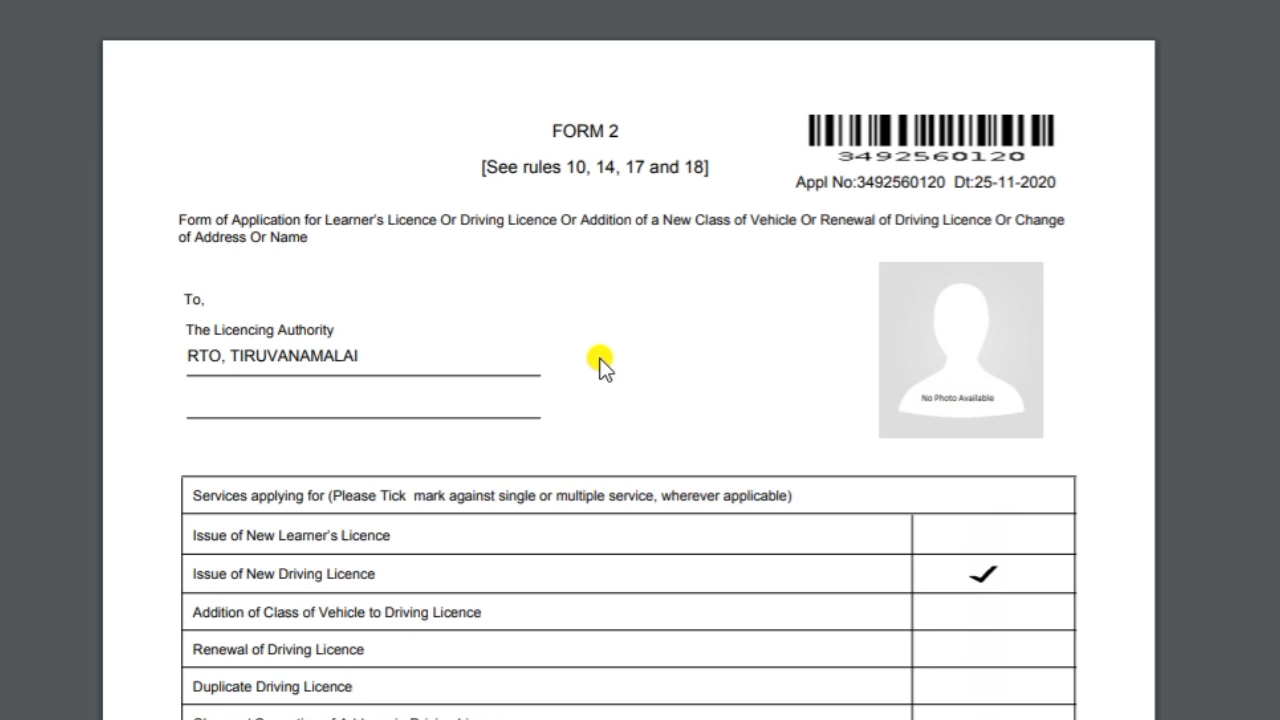 FORM 2
[See rules 10, 14, 17 and 18]
3492560120
Appl No:3492560120 Dt:25-11-2020
Form of Application for Learner's Licence Or Driving Licence Or Addition of a New Class of Vehicle Or Renewal of Driving Licence Or Change
of Address Or Name
To,
The Licencing Authority
RTO, TIRUVANAMALAI
No Photo Available
Services applying for (Please Tick mark against single or multiple service, wherever applicable)
Issue of New Learner's Licence
Issue of New Driving Licence
Addition of Class of Vehicle to Driving Licence
Renewal of Driving Licence
Duplicate Driving Licence